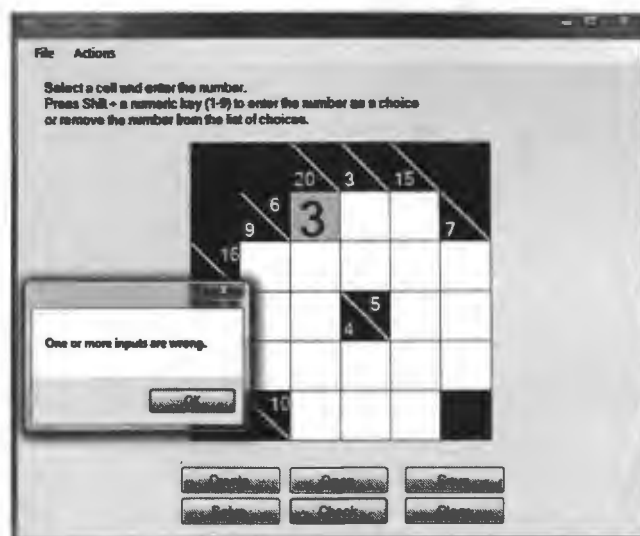 File Actions
Select a cell and enter the number.
Press Shift + a numeric key (1-9) to enter the number as a choice
or remove the number from the list of choices.
20 3 15
9 6 3 7
16
5
4
One or more inputs are wrong.
10
Check